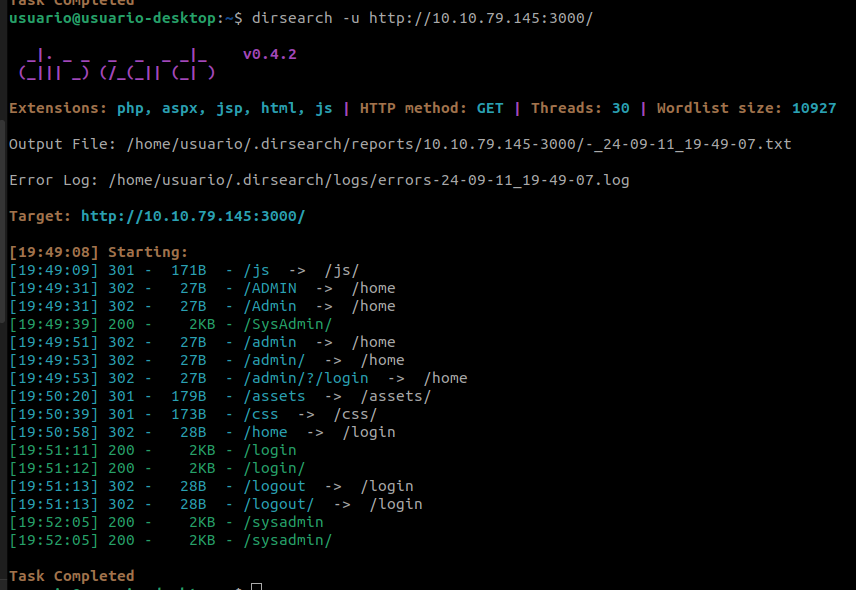 Task Completed
usuario@usuario-desktop:~$ dirsearch -u http://10.10.79.145:3000/
  _|. _ _  _  _  _ _|_    v0.4.2
 (_||| _) (/_(_|| (_| )
Extensions: php, aspx, jsp, html, js | HTTP method: GET | Threads: 30 | Wordlist size: 10927
Output File: /home/usuario/.dirsearch/reports/10.10.79.145-3000/-_24-09-11_19-49-07.txt
Error Log: /home/usuario/.dirsearch/logs/errors-24-09-11_19-49-07.log
Target: http://10.10.79.145:3000/
[19:49:08] Starting:
[19:49:09] 301 -  171B  - /js  ->  /js/
[19:49:31] 302 -   27B  - /ADMIN  ->  /home
[19:49:31] 302 -   27B  - /Admin  ->  /home
[19:49:39] 200 -    2KB - /SysAdmin/
[19:49:51] 302 -   27B  - /admin  ->  /home
[19:49:53] 302 -   27B  - /admin/  ->  /home
[19:49:53] 302 -   27B  - /admin/?/login  ->  /home
[19:50:20] 301 -  179B  - /assets  ->  /assets/
[19:50:39] 301 -  173B  - /css  ->  /css/
[19:50:58] 302 -   28B  - /home  ->  /login
[19:51:11] 200 -    2KB - /login
[19:51:12] 200 -    2KB - /login/
[19:51:13] 302 -   28B  - /logout  ->  /login
[19:51:13] 302 -   28B  - /logout/  ->  /login
[19:52:05] 200 -    2KB - /sysadmin
[19:52:05] 200 -    2KB - /sysadmin/
Task Completed